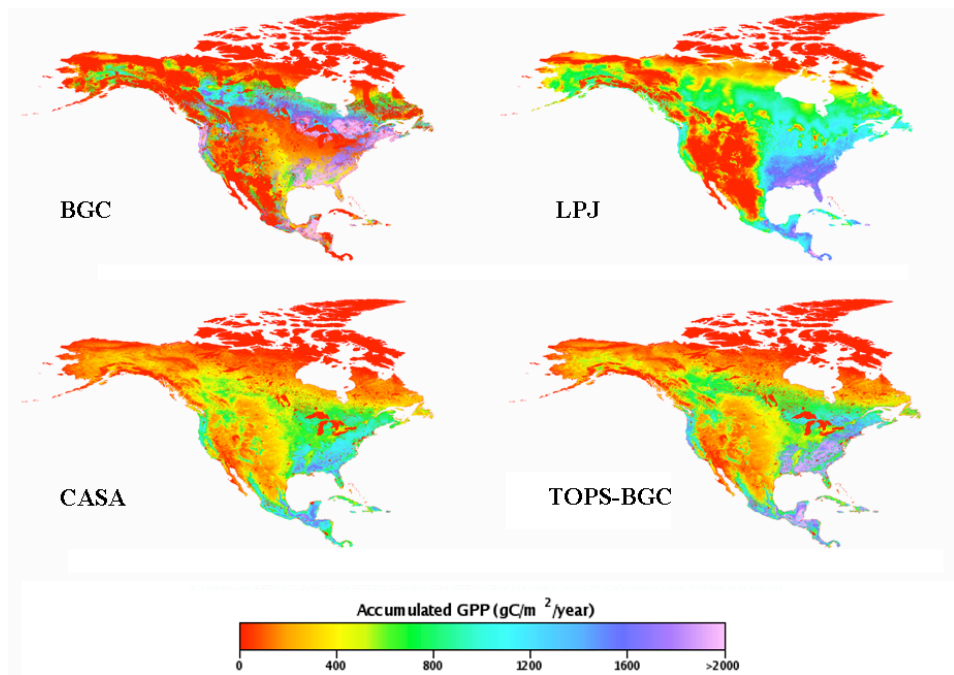 BGC
LPJ
CASA
TOPS-BGC
Accumulated GPP (gC/m ²/year)
0 400 800 1200 1600 >2000